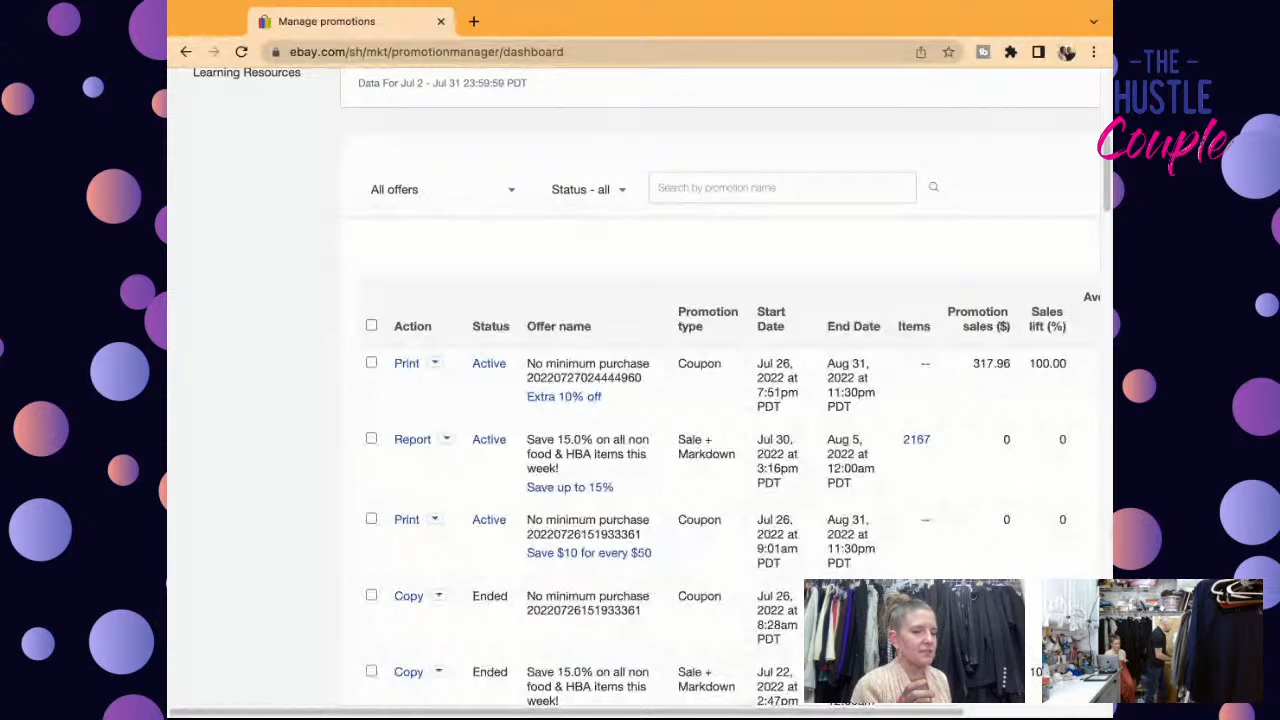 Manage promotions
ebay.com/sh/mkt/promotionmanager/dashboard
-THE-
HUSTLE
Couple
Learning Resources
Data For Jul 2 - Jul 31 23:59:59 PDT
All offers
Status - all
Search by promotion name
Action
Status
Offer name
Promotion
type
Start
Date
End Date
Items
Promotion
sales ($)
Sales
lift (%)
Print
Active
No minimum purchase
20220727024444960
Extra 10% off
Coupon
Jul 26,
2022 at
7:51pm
PDT
Aug 31,
2022 at
11:30pm
PDT
--
317.96
100.00
Report
Active
Save 15.0% on all non
food & HBA items this
week!
Save up to 15%
Sale +
Markdown
Jul 30,
2022 at
3:16pm
PDT
Aug 5,
2022 at
12:00am
PDT
2167
0
0
Print
Active
No minimum purchase
20220726151933361
Save $10 for every $50
Coupon
Jul 26,
2022 at
9:01am
PDT
Aug 31,
2022 at
11:30pm
PDT
--
0
0
Copy
Ended
No minimum purchase
20220726151933361
Coupon
Jul 26,
2022 at
8:28am
PDT
Copy
Ended
Save 15.0% on all non
food & HBA items this
Sale +
Markdown
Jul 22,
2022 at
2:47pm